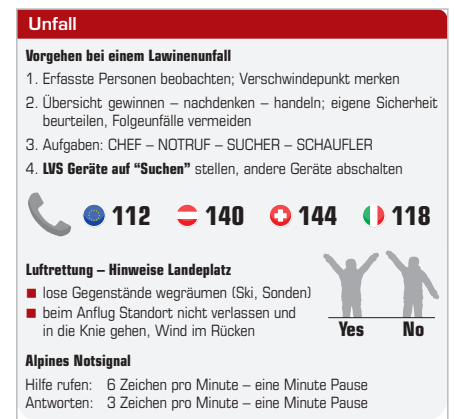 Unfall
Vorgehen bei einem Lawinenunfall
1. Erfasste Personen beobachten; Verschwindepunkt merken
2. Übersicht gewinnen – nachdenken – handeln; eigene Sicherheit
beurteilen, Folgeunfälle vermeiden
3. Aufgaben: CHEF – NOTRUF – SUCHER – SCHAUFLER
4. LVS Geräte auf “Suchen” stellen, andere Geräte abschalten
112 140 144 118
Luftrettung – Hinweise Landeplatz
lose Gegenstände wegräumen (Ski, Sonden)
beim Anflug Standort nicht verlassen und
in die Knie gehen, Wind im Rücken
Yes No
Alpines Notsignal
Hilfe rufen: 6 Zeichen pro Minute – eine Minute Pause
Antworten: 3 Zeichen pro Minute – eine Minute Pause